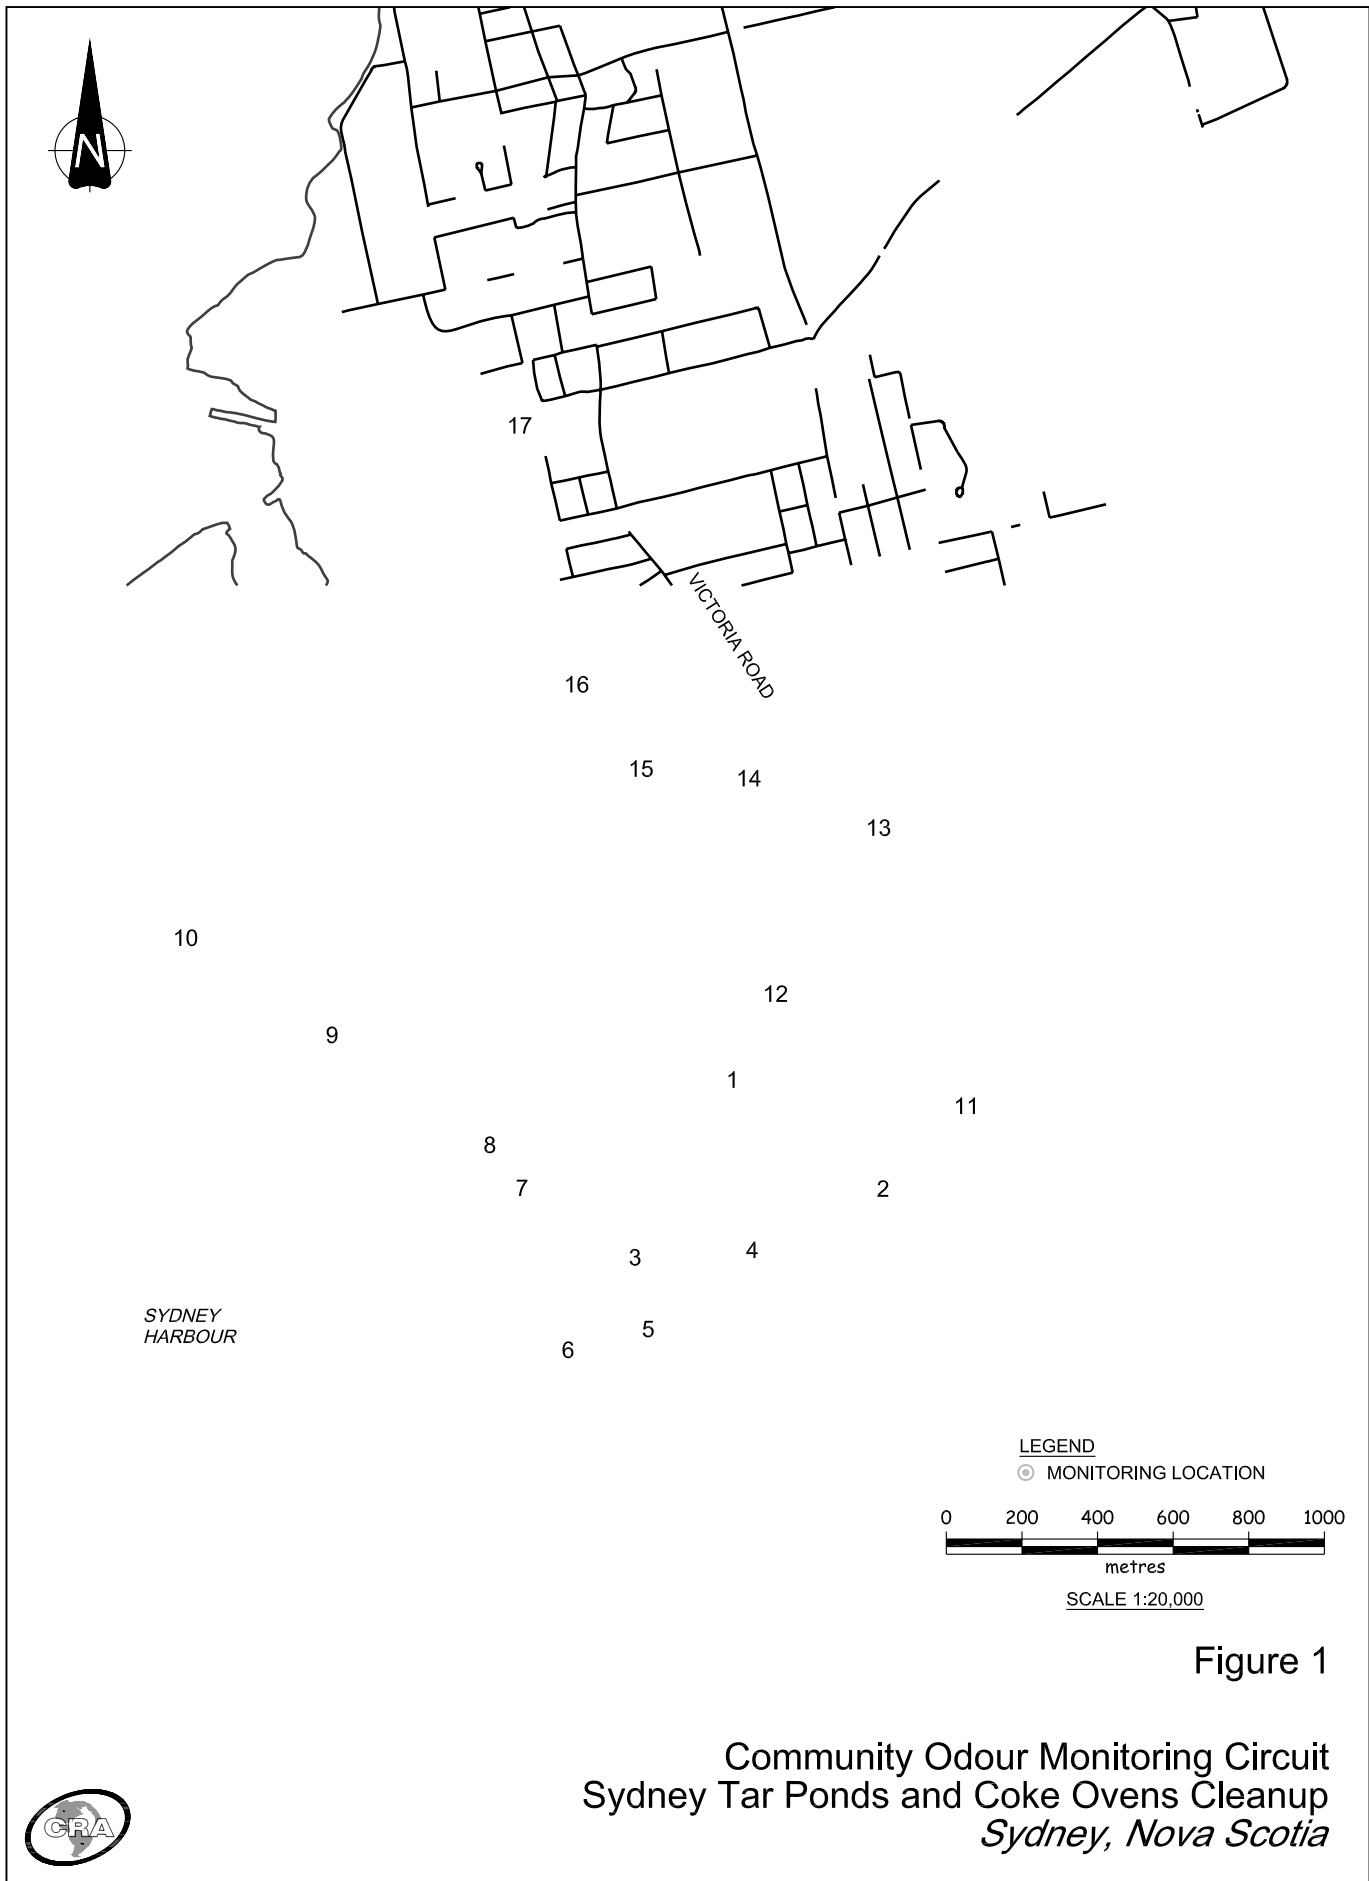 N
17
VICTORIA ROAD
16
15
14
13
10
12
9
1
11
8
7
2
3
4
SYDNEY
HARBOUR
5
6
LEGEND
MONITORING LOCATION
0 200 400 600 800 1000
metres
SCALE 1:20,000
Figure 1
Community Odour Monitoring Circuit
Sydney Tar Ponds and Coke Ovens Cleanup
Sydney, Nova Scotia
CRA